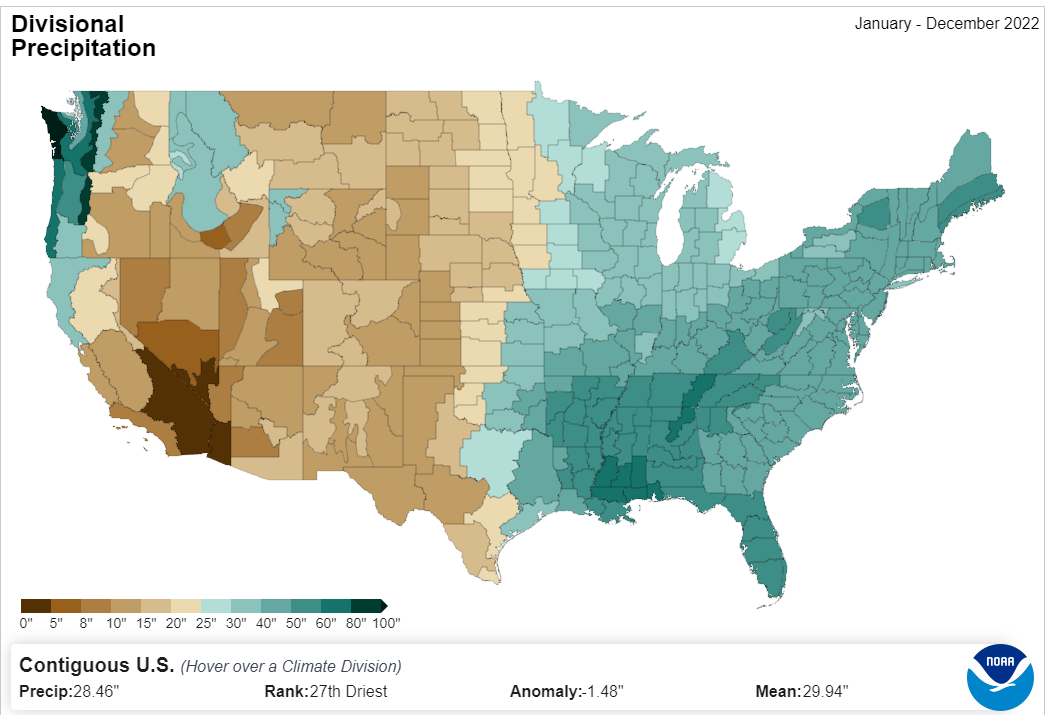 Divisional
Precipitation
January - December 2022
0" 5" 8" 10" 15" 20" 25" 30" 40" 50" 60" 80" 100"
Contiguous U.S. (Hover over a Climate Division)
Precip:28.46" Rank:27th Driest Anomaly:-1.48" Mean:29.94"
NOAA